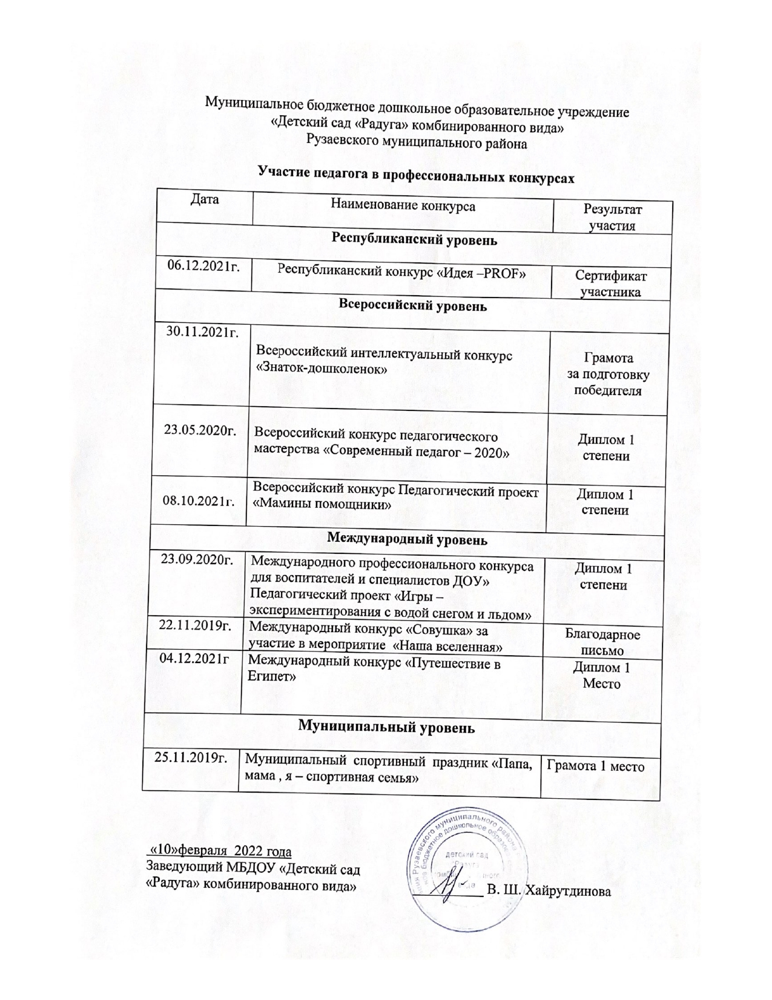 Муниципальное бюджетное дошкольное образовательное учреждение
«Детский сад «Радуга» комбинированного вида»
Рузаевского муниципального района
Участие педагога в профессиональных конкурсах
Дата
Наименование конкурса
Результат
участия
Республиканский уровень
06.12.2021г.
Республиканский конкурс «Идея –PROF»
Сертификат
участника
Всероссийский уровень
30.11.2021г.
Всероссийский интеллектуальный конкурс
«Знаток-дошколенок»
Грамота
за подготовку
победителя
23.05.2020г.
Всероссийский конкурс педагогического
мастерства «Современный педагог – 2020»
Диплом 1
степени
08.10.2021г.
Всероссийский конкурс Педагогический проект
«Мамины помощники»
Диплом 1
степени
Международный уровень
23.09.2020г.
Международного профессионального конкурса
для воспитателей и специалистов ДОУ»
Педагогический проект «Игры –
экспериментирования с водой снегом и льдом»
Диплом 1
степени
22.11.2019г.
Международный конкурс «Совушка» за
участие в мероприятие «Наша вселенная»
Благодарное
письмо
04.12.2021г
Международный конкурс «Путешествие в
Египет»
Диплом 1
Место
Муниципальный уровень
25.11.2019г.
Муниципальный спортивный праздник «Папа,
мама , я – спортивная семья»
Грамота 1 место
«10»февраля 2022 года
Заведующий МБДОУ «Детский сад
«Радуга» комбинированного вида»
В. Ш. Хайрутдинова
Рузаевского муниципального района
бюджетное дошкольное
детский сад